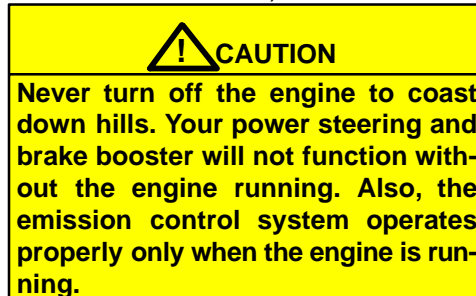 ! CAUTION
Never turn off the engine to coast
down hills. Your power steering and
brake booster will not function with-
out the engine running. Also, the
emission control system operates
properly only when the engine is run-
ning.